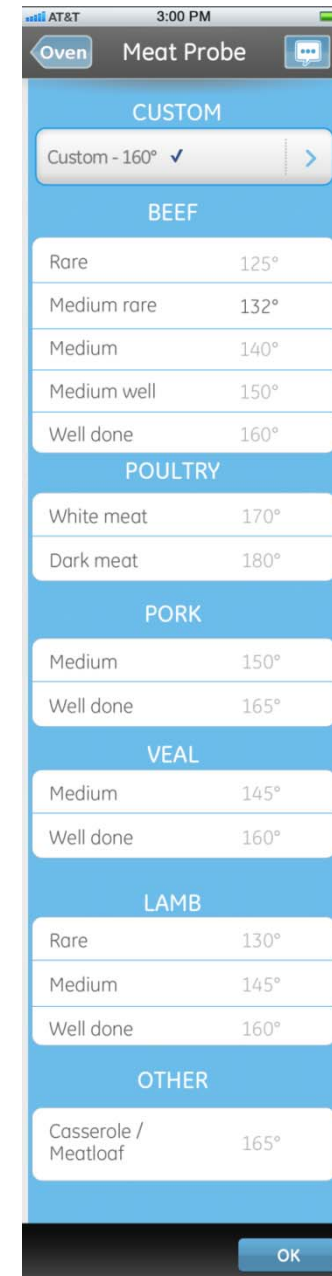 AT&T 3:00 PM
Oven Meat Probe
CUSTOM
Custom - 160° ✓
BEEF
Rare 125°
Medium rare 132°
Medium 140°
Medium well 150°
Well done 160°
POULTRY
White meat 170°
Dark meat 180°
PORK
Medium 150°
Well done 165°
VEAL
Medium 145°
Well done 160°
LAMB
Rare 130°
Medium 145°
Well done 160°
OTHER
Casserole /
Meatloaf 165°
OK